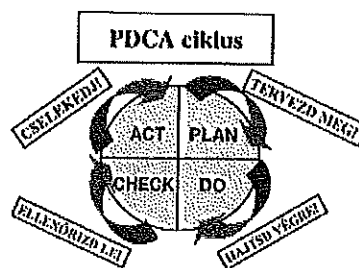 PDCA ciklus
CSELEKEDJ!
TERVEZD MEG!
ACT
PLAN
CHECK
DO
ELLENŐRIZD LE!
HAJTSD VÉGRE!